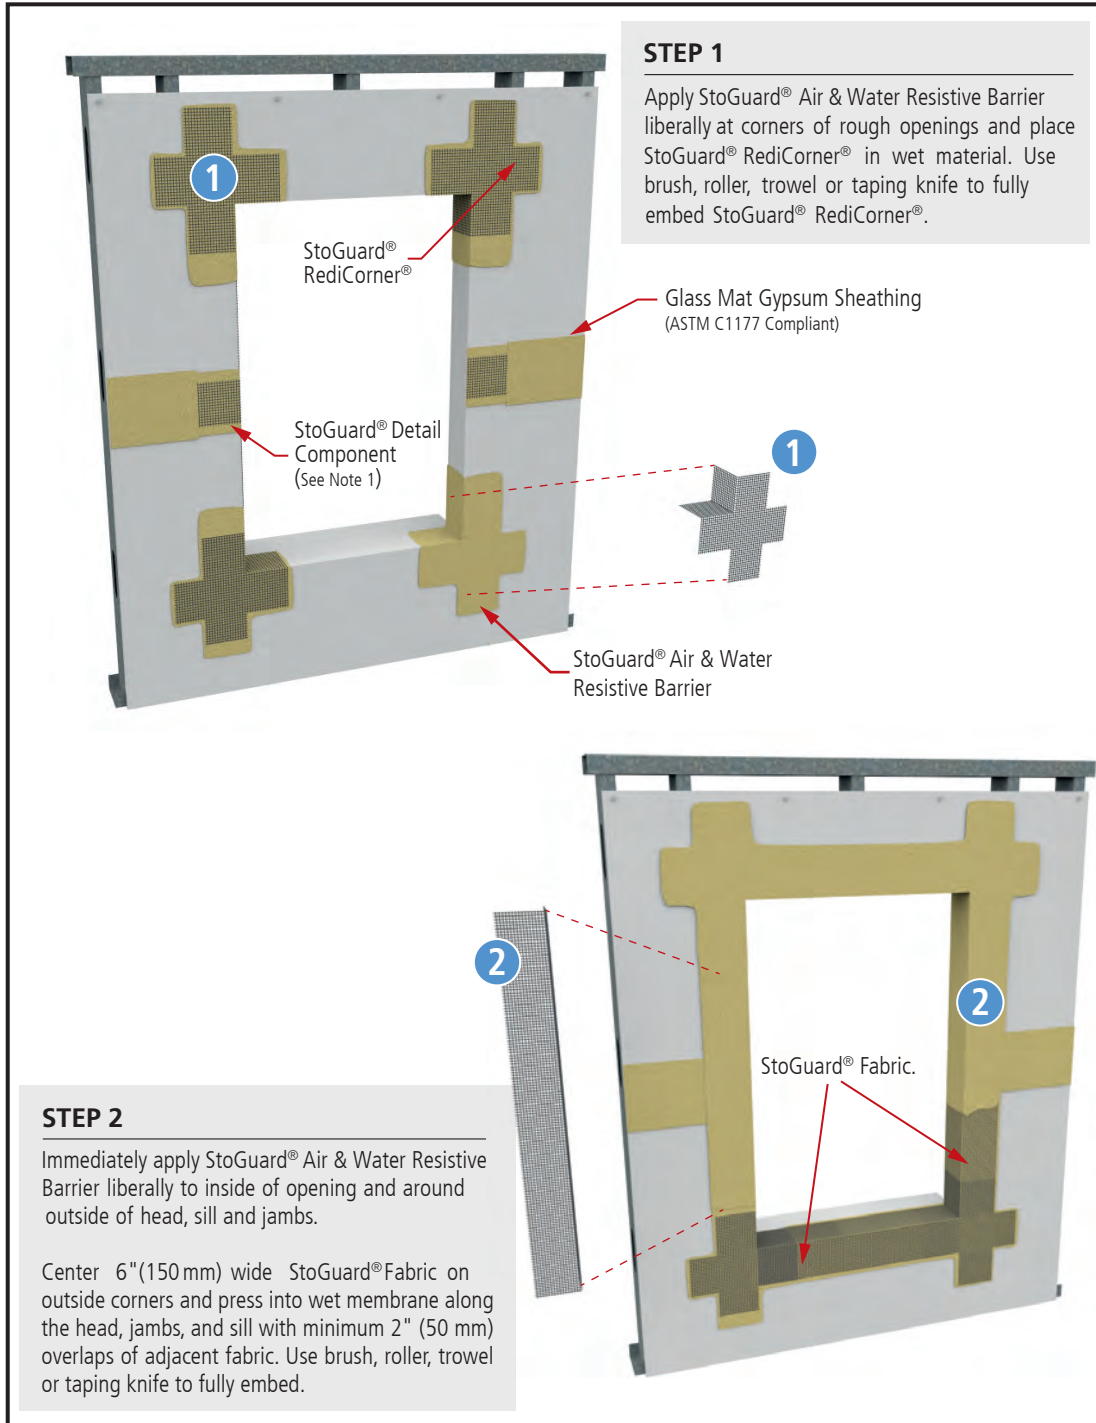 STEP 1
Apply StoGuard® Air & Water Resistive Barrier
liberally at corners of rough openings and place
StoGuard® RediCorner® in wet material. Use
brush, roller, trowel or taping knife to fully
embed StoGuard® RediCorner®.
1
StoGuard®
RediCorner®
Glass Mat Gypsum Sheathing
(ASTM C1177 Compliant)
StoGuard® Detail
Component
(See Note 1)
1
StoGuard® Air & Water
Resistive Barrier
2
2
StoGuard® Fabric.
STEP 2
Immediately apply StoGuard® Air & Water Resistive
Barrier liberally to inside of opening and around
outside of head, sill and jambs.
Center 6"(150 mm) wide StoGuard® Fabric on
outside corners and press into wet membrane along
the head, jambs, and sill with minimum 2" (50 mm)
overlaps of adjacent fabric. Use brush, roller, trowel
or taping knife to fully embed.